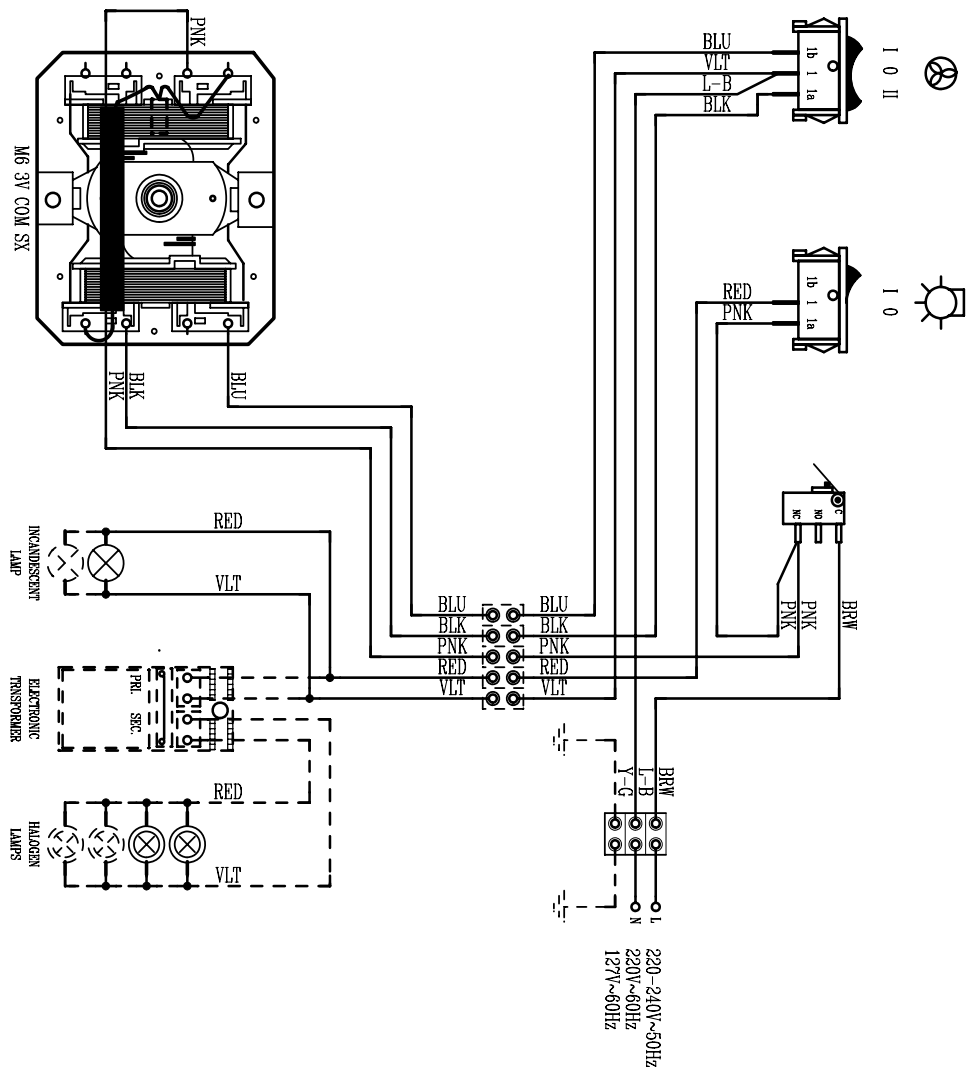 PNK
M6 3V COM SX
BLU
VLT
L-B
BLK
1b
1
1a
I 0 II
RED
PNK
1b
1
1a
I 0
PNK
BLK
BLU
NC
NO
C
PNK
PNK
BRW
RED
VLT
INCANDESCENT
LAMP
BLU
BLK
PNK
RED
VLT
BLU
BLK
PNK
RED
VLT
PRI.
SEC.
ELECTRONIC
TRNSFORMER
RED
VLT
HALOGEN
LAMPS
Y-G
L-B
BRW
N
L
220-240V~50Hz
220V~60Hz
127V~60Hz